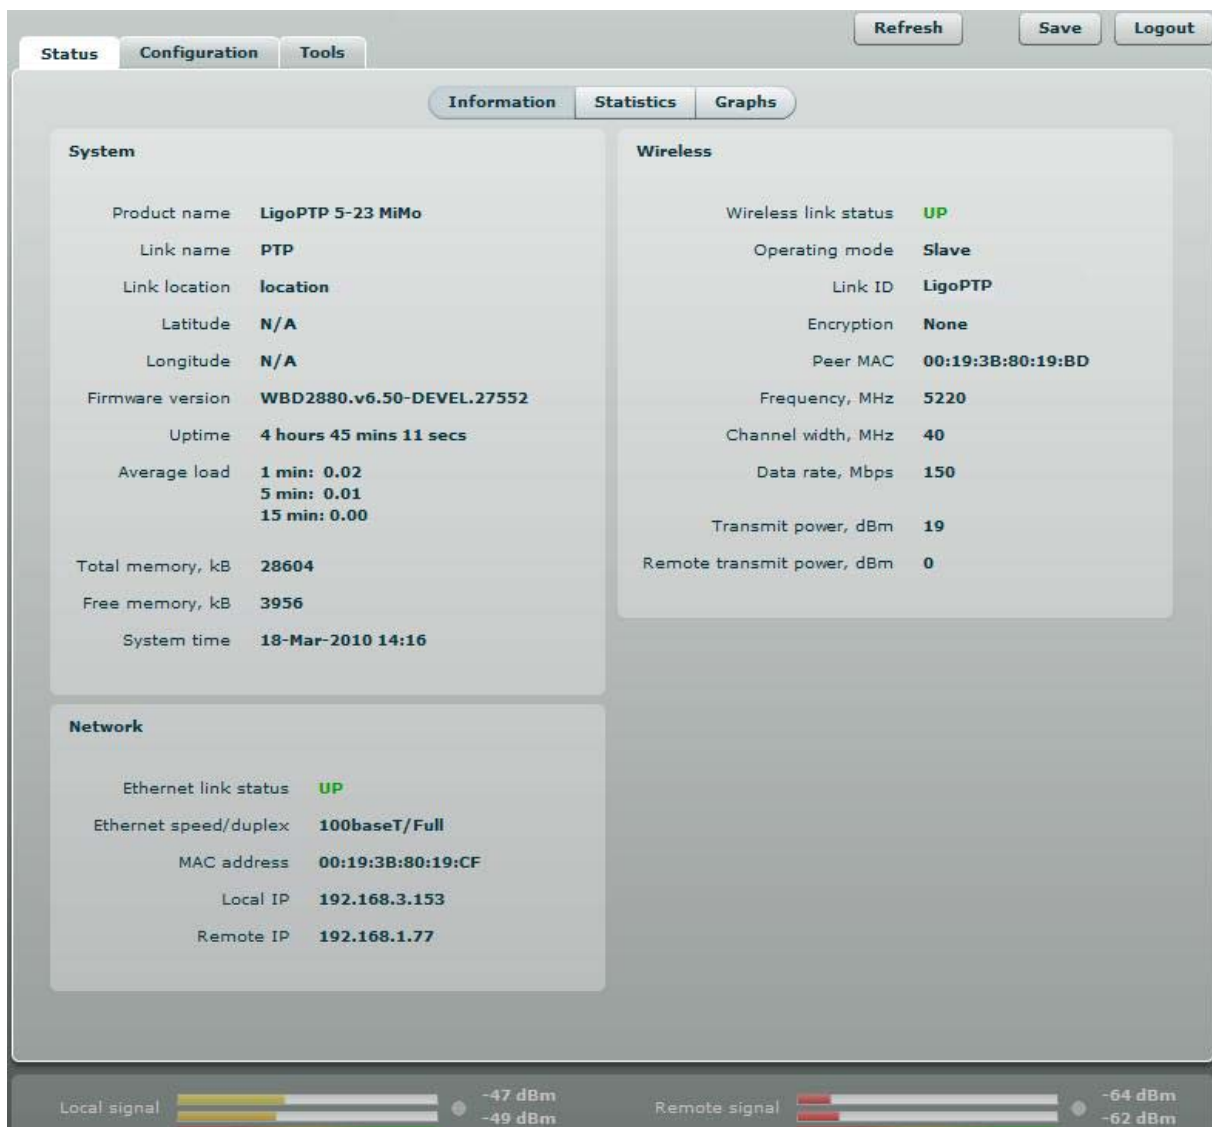 Refresh Save Logout
Status Configuration Tools
Information Statistics Graphs
System
Product name LigoPTP 5-23 MiMo
Link name PTP
Link location location
Latitude N/A
Longitude N/A
Firmware version WBD2880.v6.50-DEVEL.27552
Uptime 4 hours 45 mins 11 secs
Average load 1 min: 0.02
5 min: 0.01
15 min: 0.00
Total memory, kB 28604
Free memory, kB 3956
System time 18-Mar-2010 14:16
Wireless
Wireless link status UP
Operating mode Slave
Link ID LigoPTP
Encryption None
Peer MAC 00:19:3B:80:19:BD
Frequency, MHz 5220
Channel width, MHz 40
Data rate, Mbps 150
Transmit power, dBm 19
Remote transmit power, dBm 0
Network
Ethernet link status UP
Ethernet speed/duplex 100baseT/Full
MAC address 00:19:3B:80:19:CF
Local IP 192.168.3.153
Remote IP 192.168.1.77
Local signal -47 dBm
-49 dBm
Remote signal -64 dBm
-62 dBm